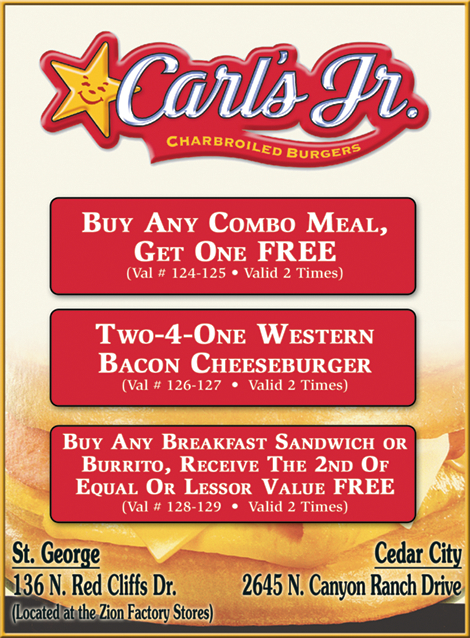 Carl's Jr.
CHARBROILED BURGERS
BUY ANY COMBO MEAL,
GET ONE FREE
(Val # 124-125 • Valid 2 Times)
TWO-4-ONE WESTERN
BACON CHEESEBURGER
(Val # 126-127 • Valid 2 Times)
BUY ANY BREAKFAST SANDWICH OR
BURRITO, RECEIVE THE 2ND OF
EQUAL OR LESSOR VALUE FREE
(Val # 128-129 • Valid 2 Times)
St. George
136 N. Red Cliffs Dr.
(Located at the Zion Factory Stores)
Cedar City
2645 N. Canyon Ranch Drive